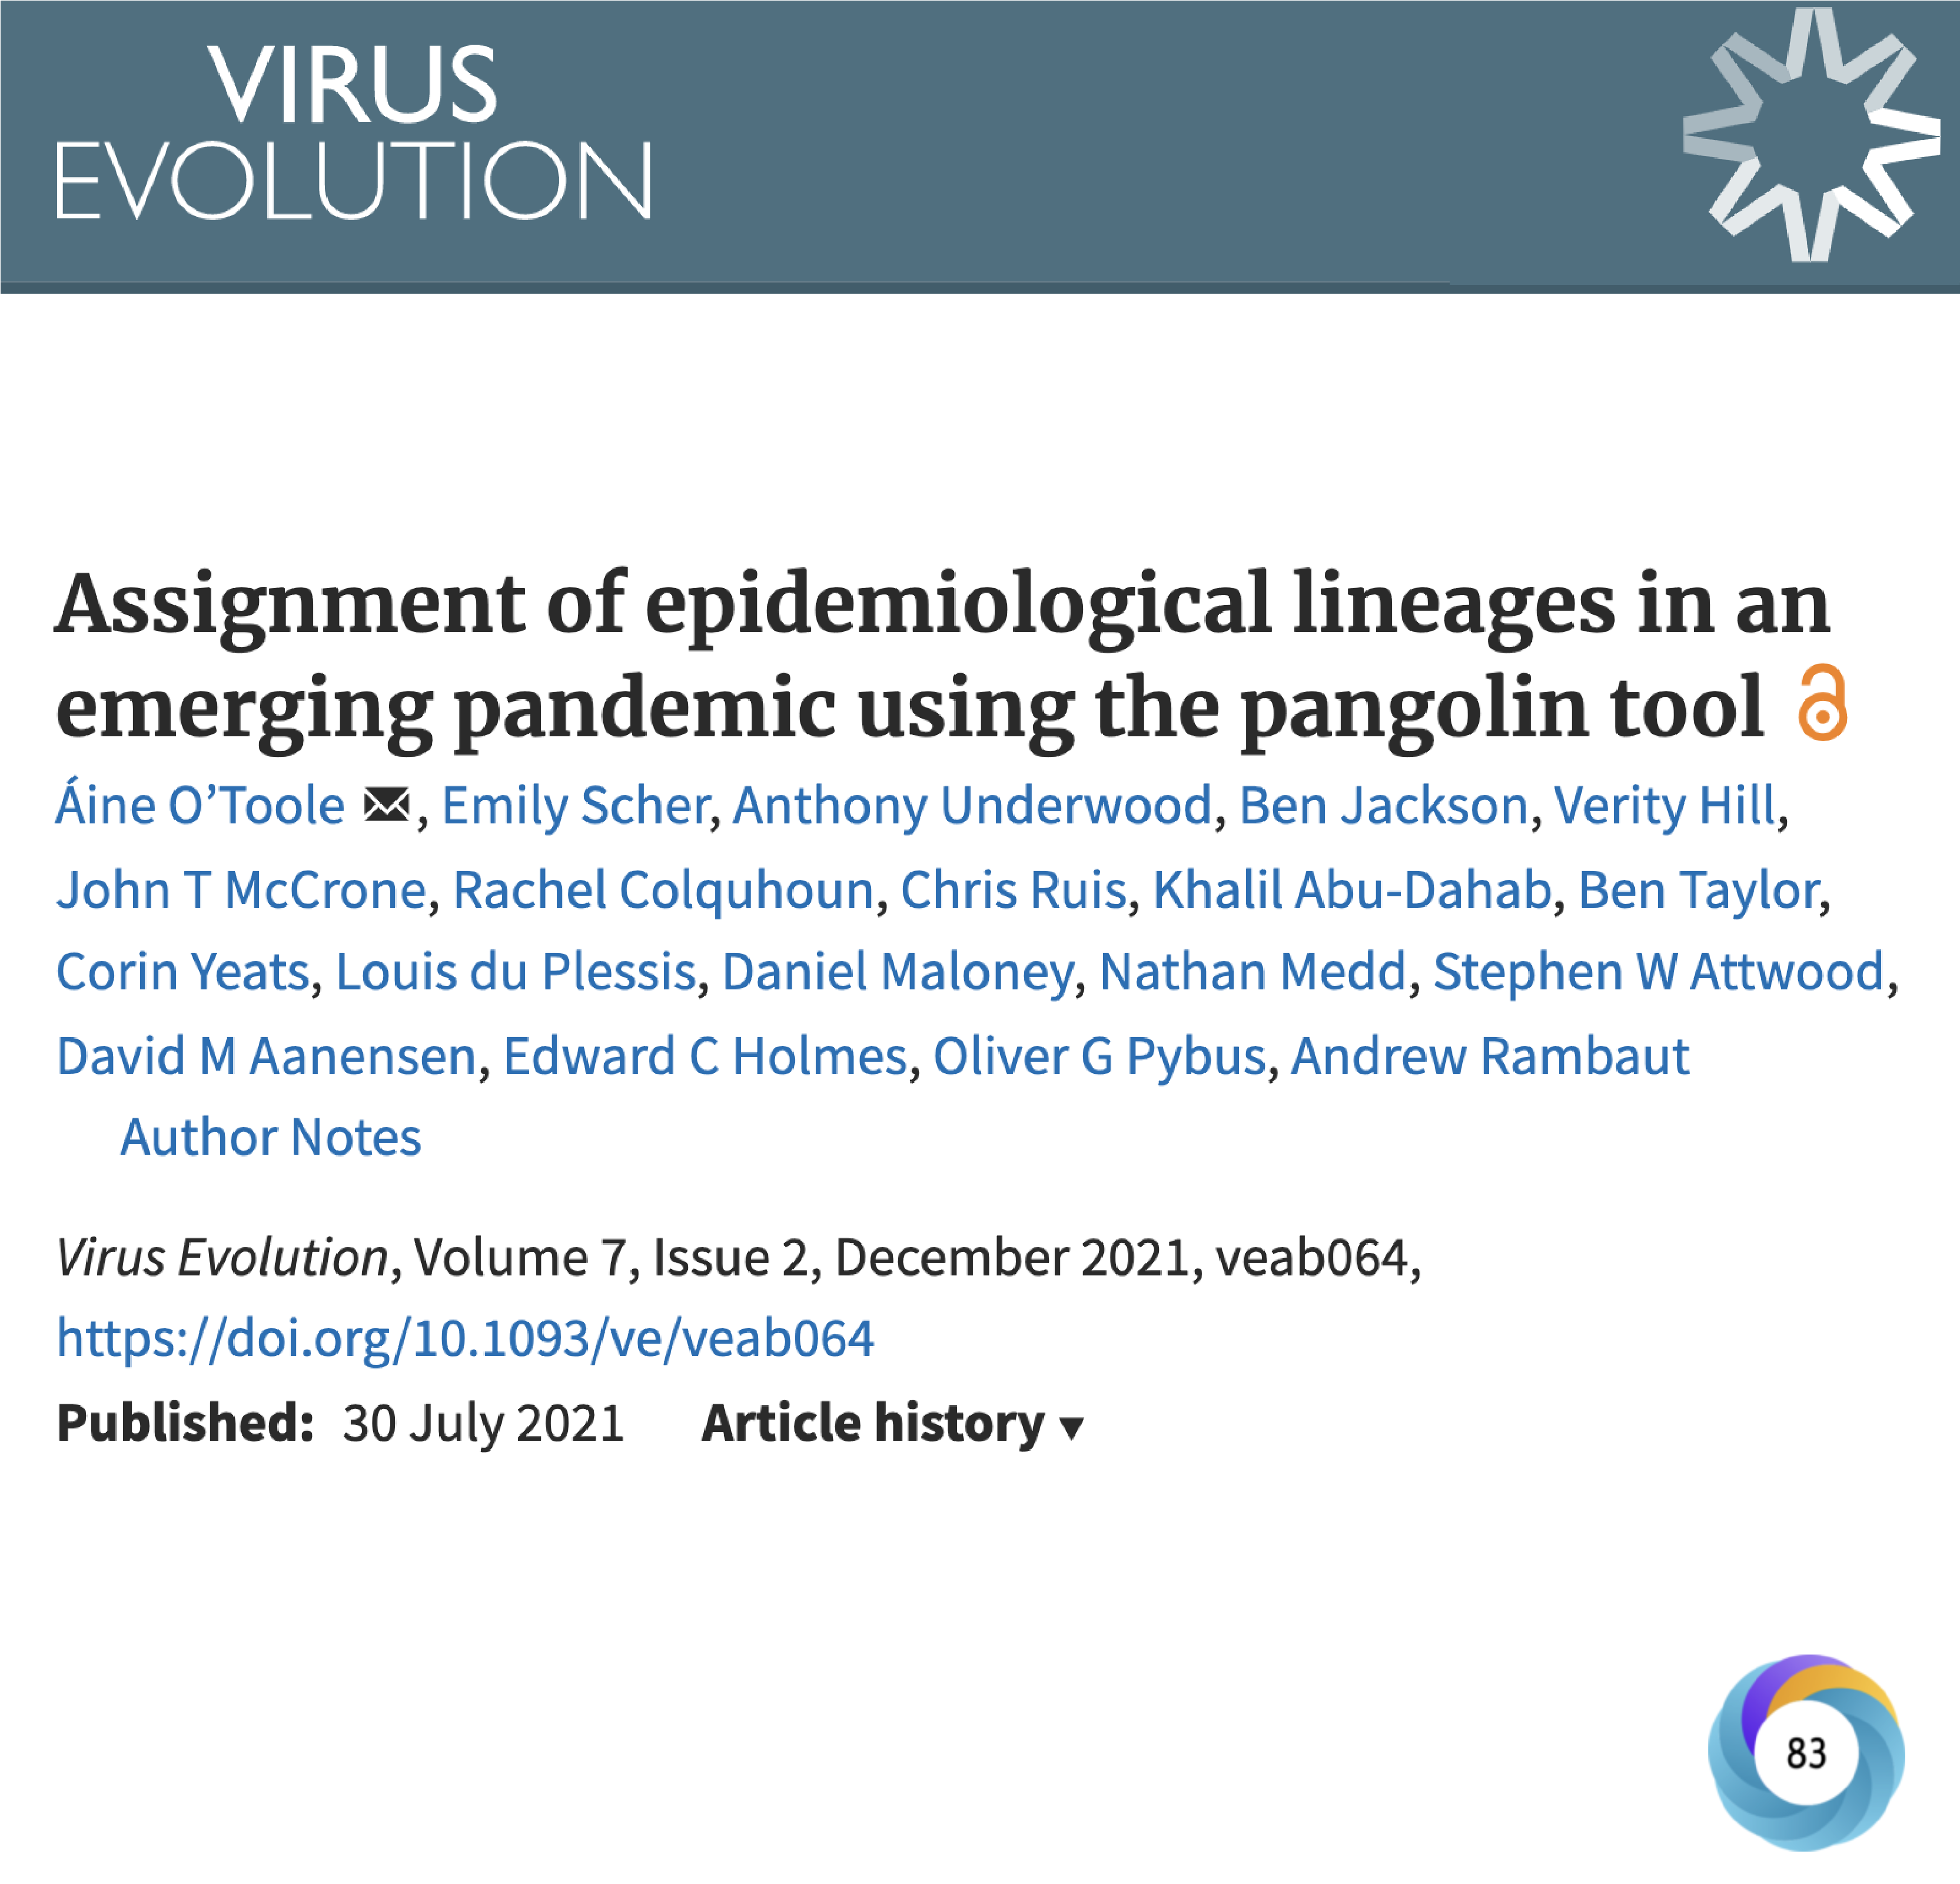 VIRUS
EVOLUTION
Assignment of epidemiological lineages in an
emerging pandemic using the pangolin tool
Áine O’Toole, Emily Scher, Anthony Underwood, Ben Jackson, Verity Hill,
John T McCrone, Rachel Colquhoun, Chris Ruis, Khalil Abu-Dahab, Ben Taylor,
Corin Yeats, Louis du Plessis, Daniel Maloney, Nathan Medd, Stephen W Attwood,
David M Aanensen, Edward C Holmes, Oliver G Pybus, Andrew Rambaut
Author Notes
Virus Evolution, Volume 7, Issue 2, December 2021, veab064,
https://doi.org/10.1093/ve/veab064
Published: 30 July 2021 Article history ▼
83